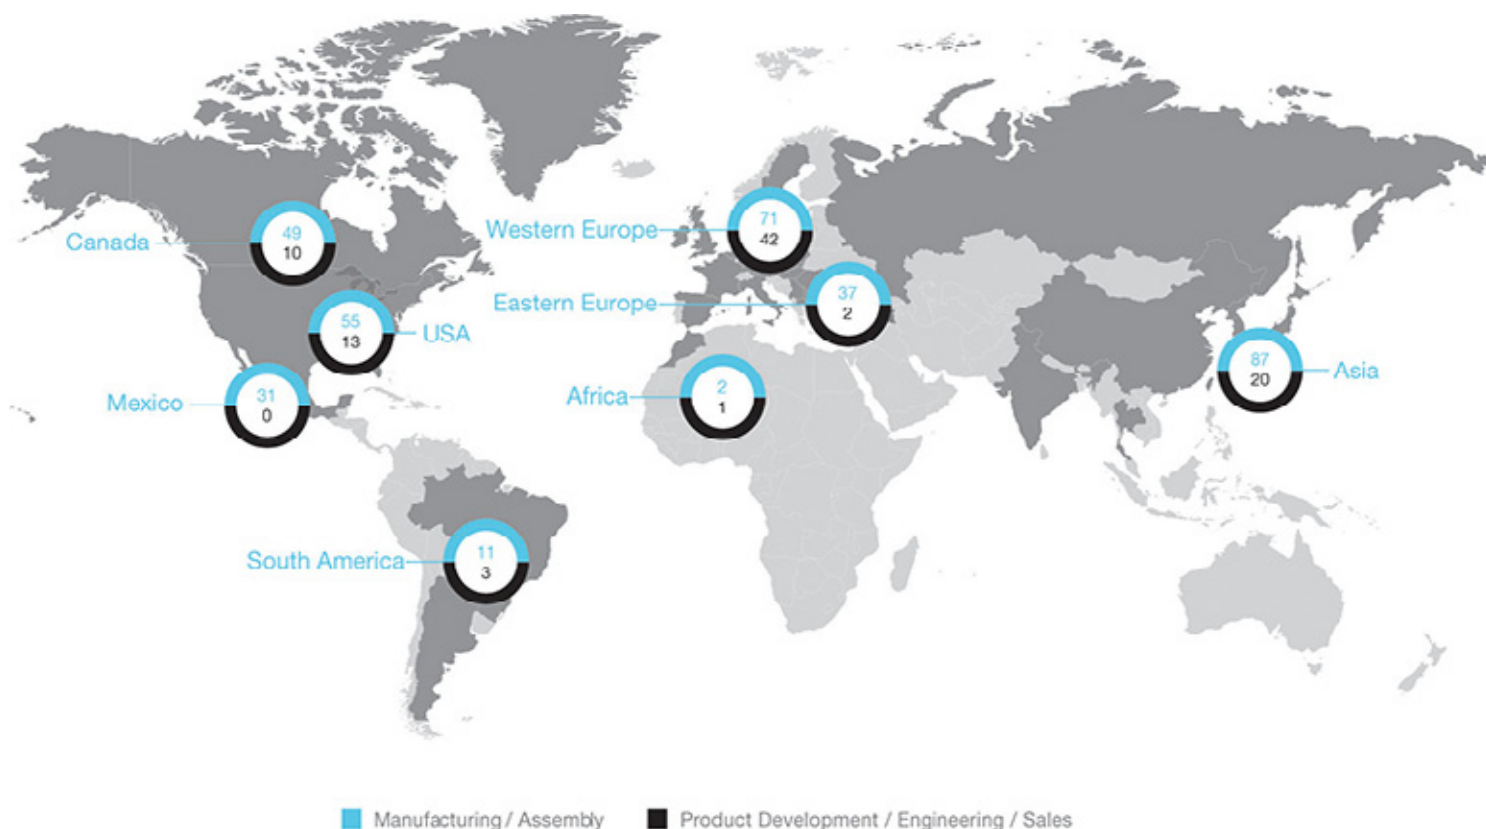 Canada
49
10
USA
55
13
Mexico
31
0
South America
11
3
Western Europe
71
42
Eastern Europe
37
2
Africa
2
1
Asia
87
20
Manufacturing / Assembly
Product Development / Engineering / Sales